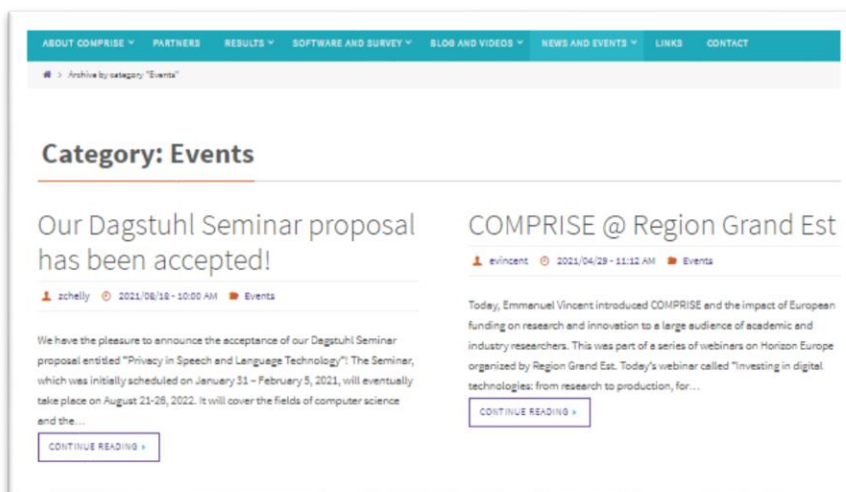 ABOUT COMPRISE PARTNERS RESULTS SOFTWARE AND SURVEY BLOG AND VIDEOS NEWS AND EVENTS LINKS CONTACT
> Archive by category "Events"
Category: Events
Our Dagstuhl Seminar proposal
has been accepted!
zchelly 2021/08/18 - 10:00 AM Events
We have the pleasure to announce the acceptance of our Dagstuhl Seminar
proposal entitled "Privacy in Speech and Language Technology"! The Seminar,
which was initially scheduled on January 31 – February 5, 2021, will eventually
take place on August 21-26, 2022. It will cover the fields of computer science
and the...
CONTINUE READING
COMPRISE @ Region Grand Est
evincent 2021/04/29 - 11:12 AM Events
Today, Emmanuel Vincent introduced COMPRISE and the impact of European
funding on research and innovation to a large audience of academic and
industry researchers. This was part of a series of webinars on Horizon Europe
organized by Region Grand Est. Today's webinar called "Investing in digital
technologies: from research to production, for...
CONTINUE READING